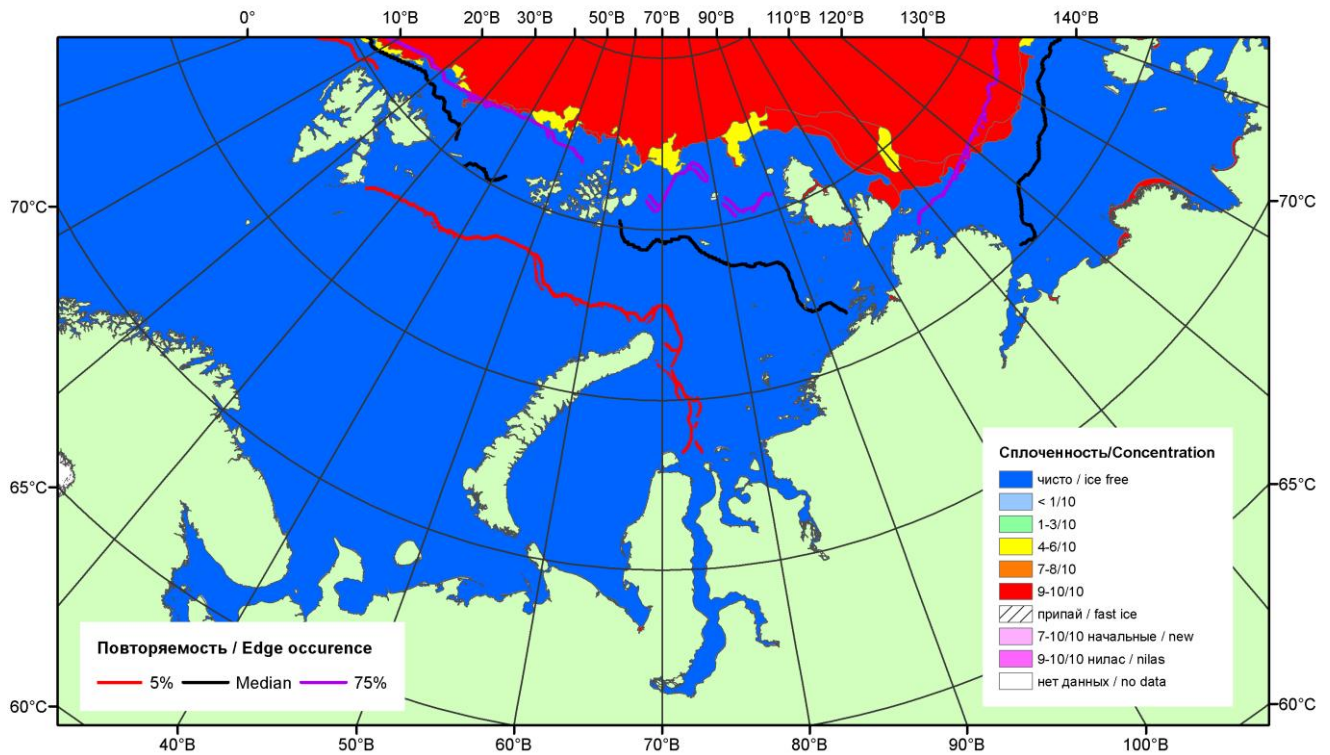 0° 10°В 20°В 30°В 50°В 70°В 90°В 110°В 120°В 130°В 140°В
70°С 70°С
65°С 65°С
60°С 60°С
Сплоченность/Concentration
чисто / ice free
< 1/10
1-3/10
4-6/10
7-8/10
9-10/10
припай / fast ice
7-10/10 начальные / new
9-10/10 нилас / nilas
нет данных / no data
Повторяемость / Edge occurence
5% Median 75%
40°В 50°В 60°В 70°В 80°В 90°В 100°В